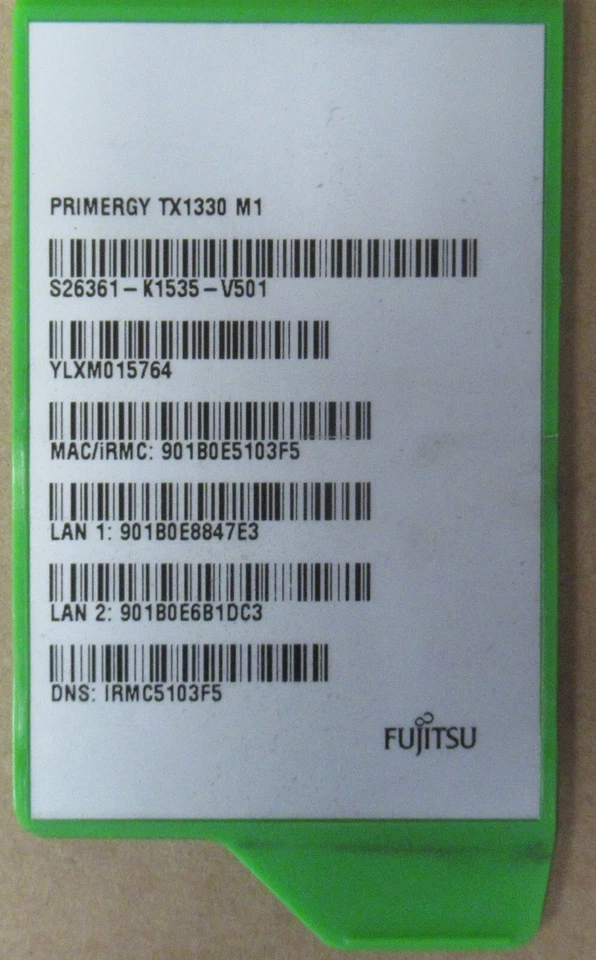 PRIMERGY TX1330 M1
S26361-K1535-V501
YLXM015764
MAC/iRMC: 901B0E5103F5
LAN 1: 901B0E8847E3
LAN 2: 901B0E6B1DC3
DNS: IRMC5103F5
FUJITSU